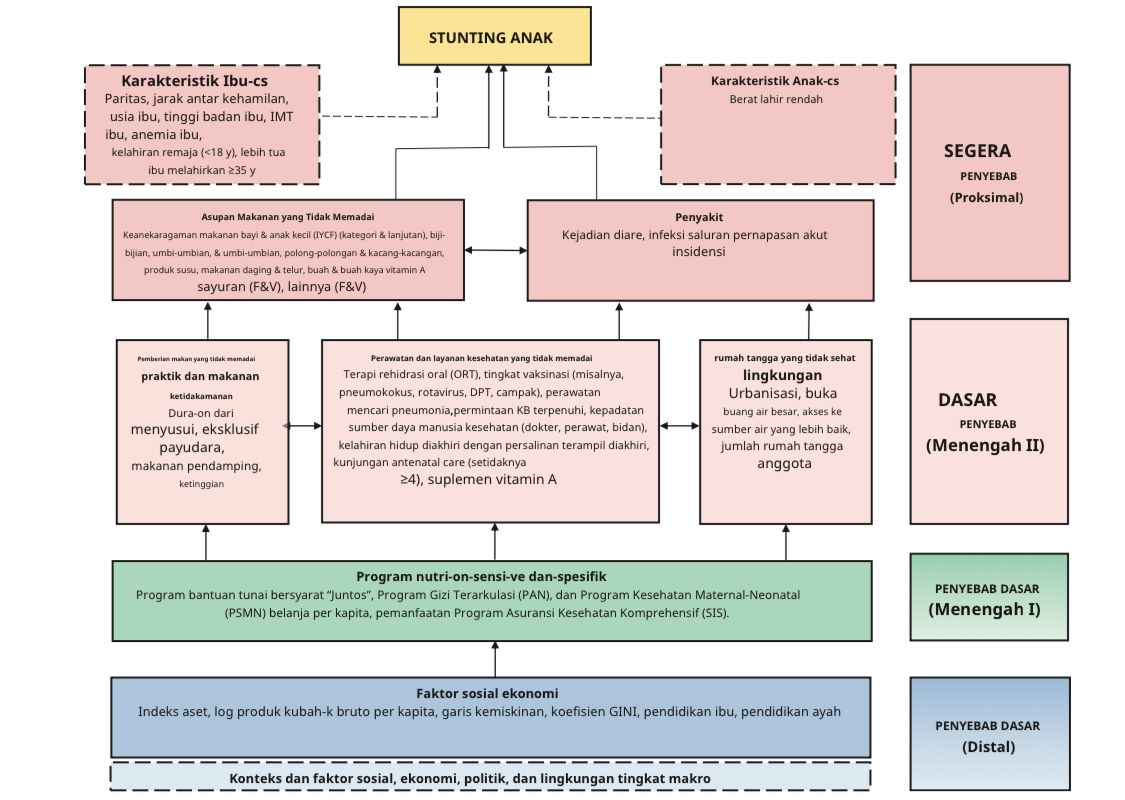 STUNTING ANAK
Karakteristik Ibu-cs
Paritas, jarak antar kehamilan,
usia ibu, tinggi badan ibu, IMT
ibu, anemia ibu,
kelahiran remaja (<18 y), lebih tua
ibu melahirkan ≥35 y
Karakteristik Anak-cs
Berat lahir rendah
SEGERA
PENYEBAB
(Proksimal)
Asupan Makanan yang Tidak Memadai
Keanekaragaman makanan bayi & anak kecil (IYCF) (kategori & lanjutan), biji-
bijian, umbi-umbian, & umbi-umbian, polong-polongan & kacang-kacangan,
produk susu, makanan daging & telur, buah & buah kaya vitamin A
sayuran (F&V), lainnya (F&V)
Penyakit
Kejadian diare, infeksi saluran pernapasan akut
insidensi
Pemberian makan yang tidak memadai
praktik dan makanan
ketidakamanan
Dura-on dari
menyusui, eksklusif
payudara,
makanan pendamping,
ketinggian
Perawatan dan layanan kesehatan yang tidak memadai
Terapi rehidrasi oral (ORT), tingkat vaksinasi (misalnya,
pneumokokus, rotavirus, DPT, campak), perawatan
mencari pneumonia,permintaan KB terpenuhi, kepadatan
sumber daya manusia kesehatan (dokter, perawat, bidan),
kelahiran hidup diakhiri dengan persalinan terampil diakhiri,
kunjungan antenatal care (setidaknya
≥4), suplemen vitamin A
rumah tangga yang tidak sehat
lingkungan
Urbanisasi, buka
buang air besar, akses ke
sumber air yang lebih baik,
jumlah rumah tangga
anggota
DASAR
PENYEBAB
(Menengah II)
Program nutri-on-sensi-ve dan-spesifik
Program bantuan tunai bersyarat “Juntos”, Program Gizi Terarkulasi (PAN), dan Program Kesehatan Maternal-Neonatal
(PSMN) belanja per kapita, pemanfaatan Program Asuransi Kesehatan Komprehensif (SIS).
PENYEBAB DASAR
(Menengah I)
Faktor sosial ekonomi
Indeks aset, log produk kubah-k bruto per kapita, garis kemiskinan, koefisien GINI, pendidikan ibu, pendidikan ayah
PENYEBAB DASAR
(Distal)
Konteks dan faktor sosial, ekonomi, politik, dan lingkungan tingkat makro